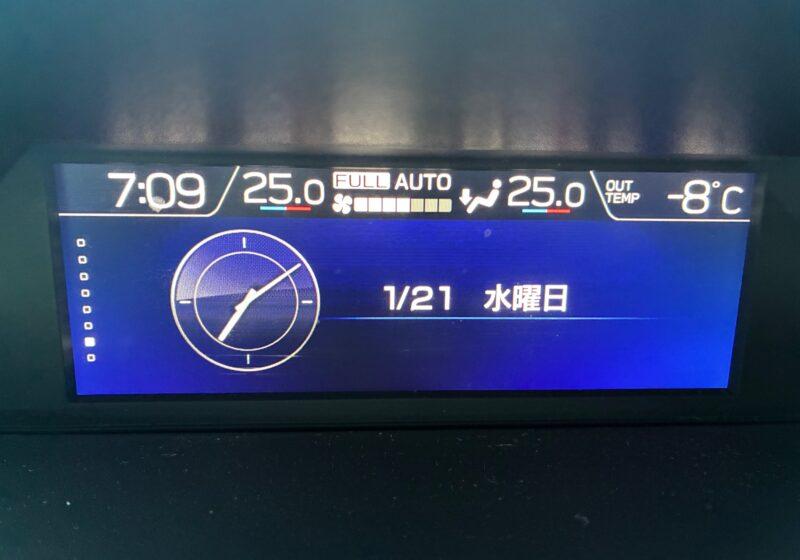 7:09 25.0 FULL AUTO 25.0 OUT TEMP -8°C
1/21 水曜日